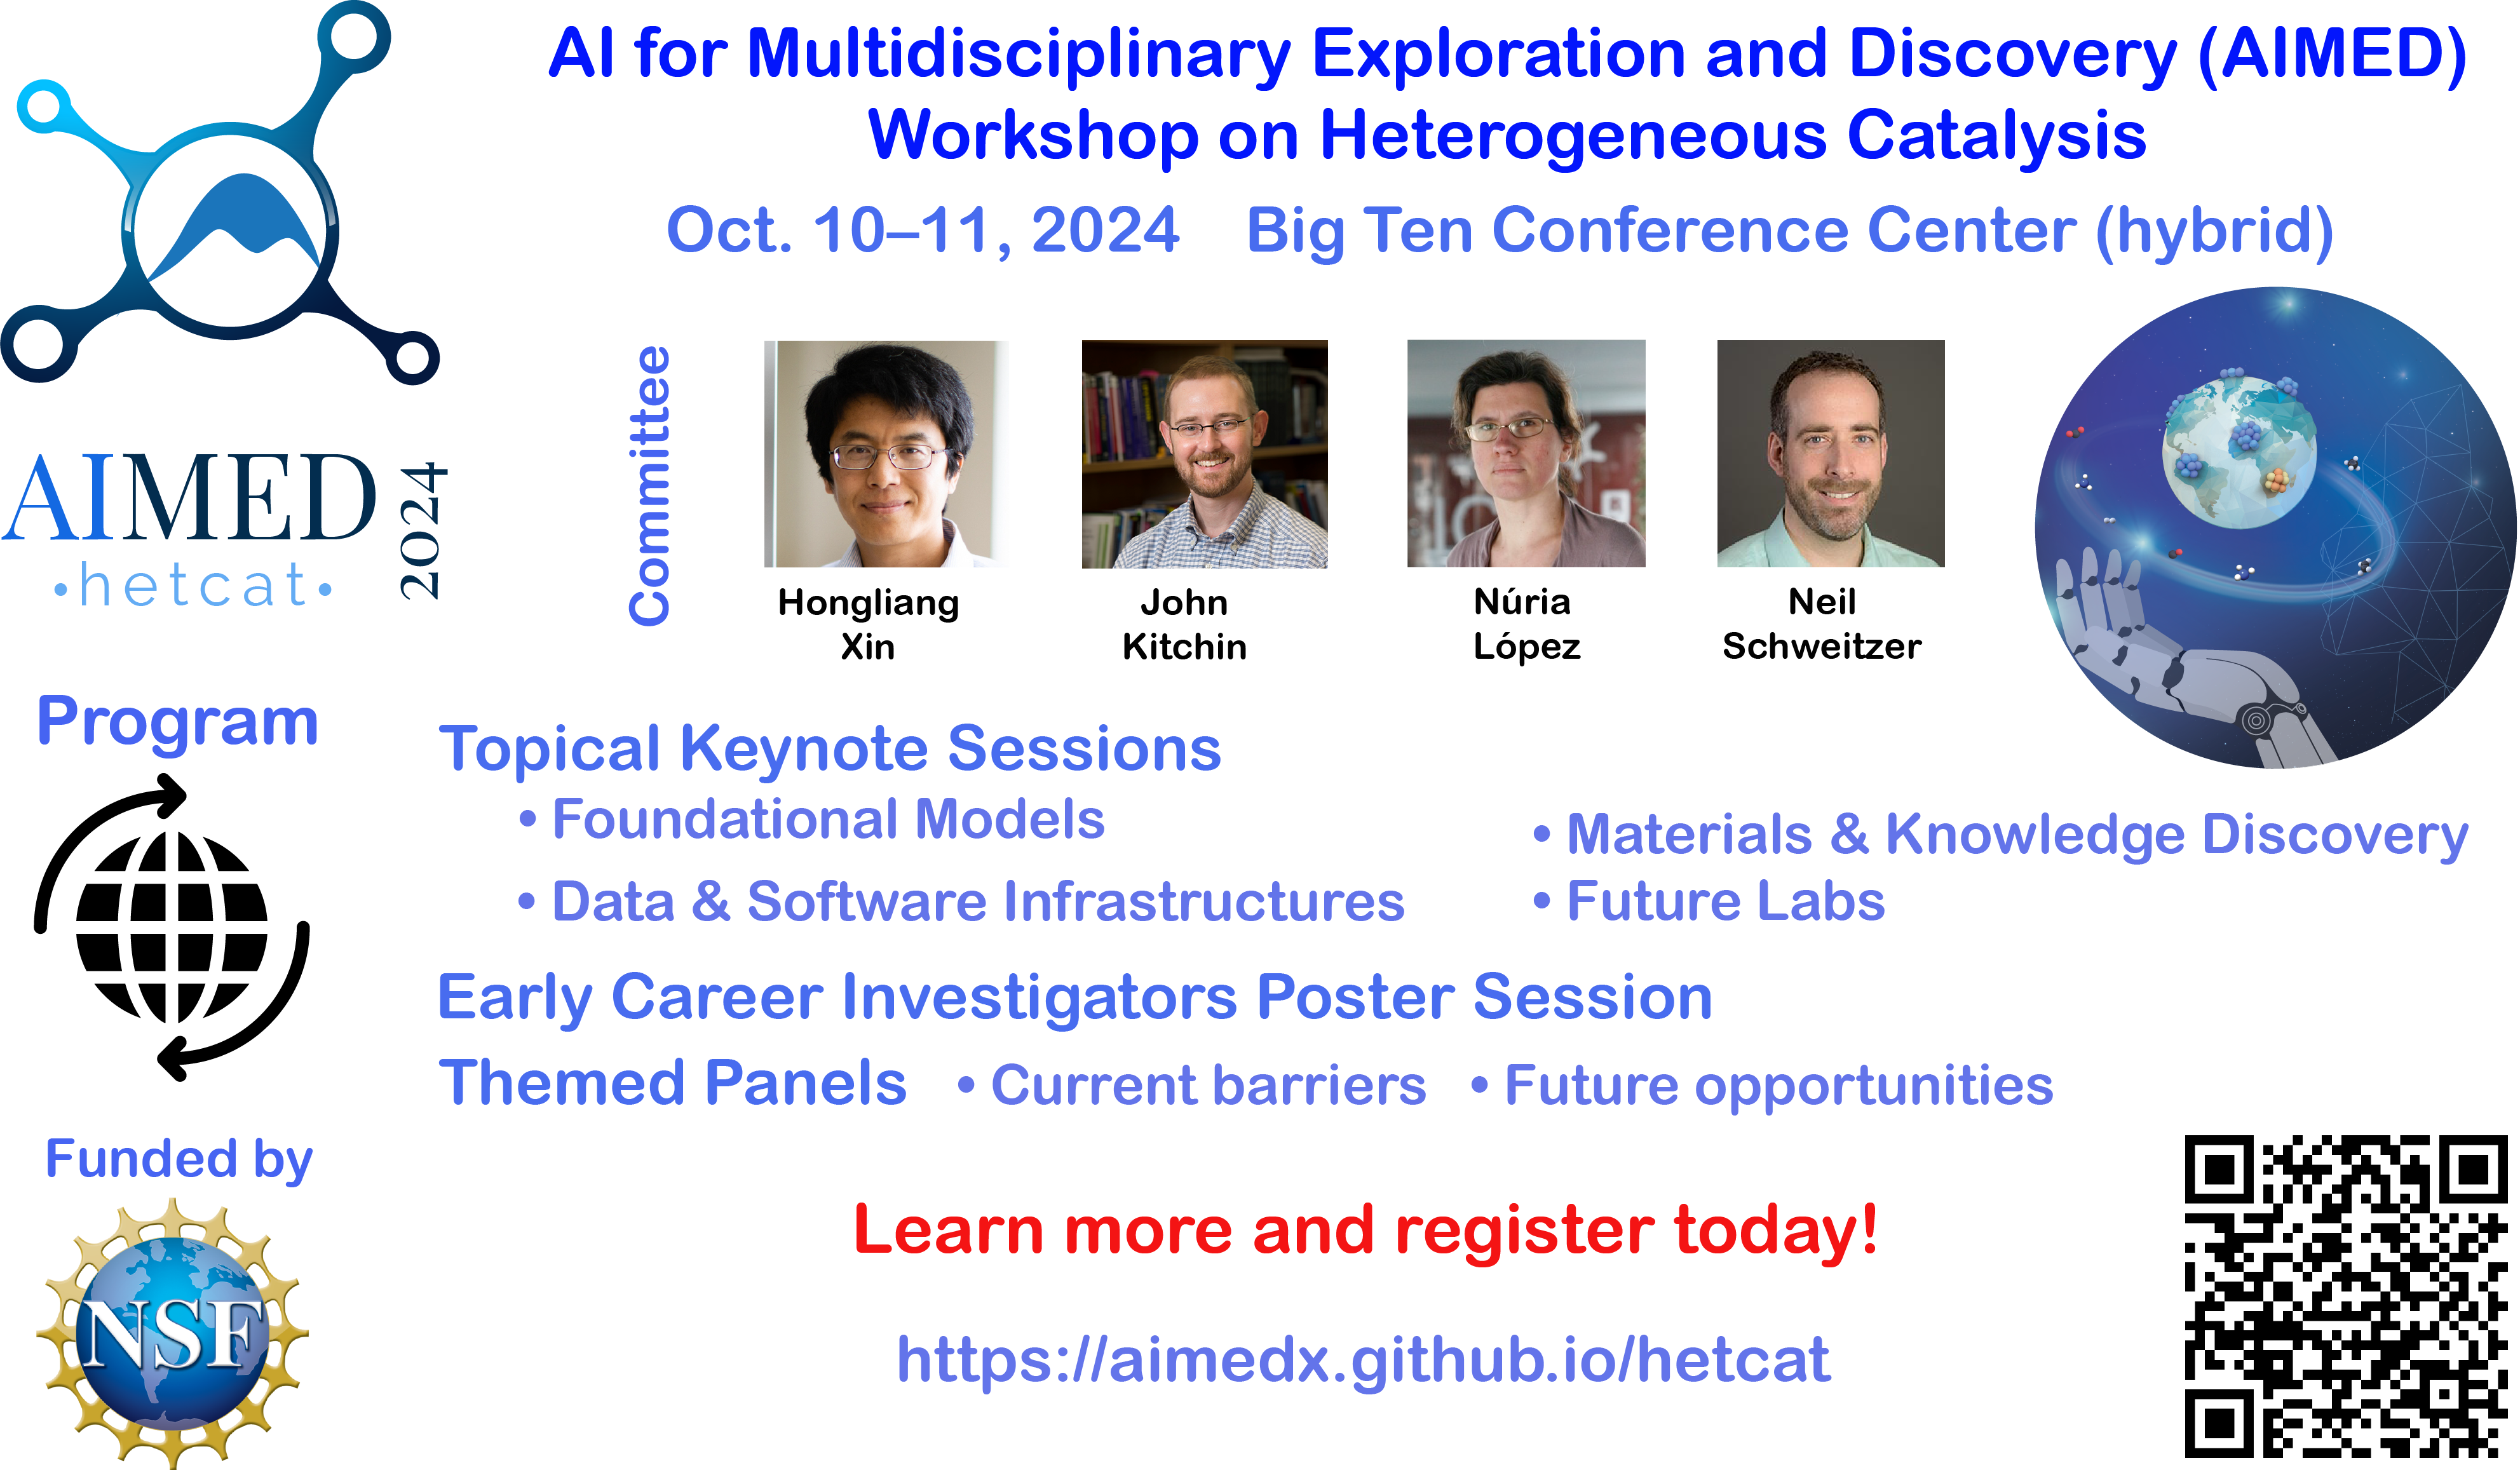 AI for Multidisciplinary Exploration and Discovery (AIMED)
Workshop on Heterogeneous Catalysis
Oct. 10–11, 2024 Big Ten Conference Center (hybrid)
AIMED
2024
•hetcat•
Committee
Hongliang
Xin
John
Kitchin
Núria
López
Neil
Schweitzer
Program
Topical Keynote Sessions
• Foundational Models
• Materials & Knowledge Discovery
• Data & Software Infrastructures
• Future Labs
Early Career Investigators Poster Session
Themed Panels • Current barriers • Future opportunities
Funded by
NSF
Learn more and register today!
https://aimedx.github.io/hetcat